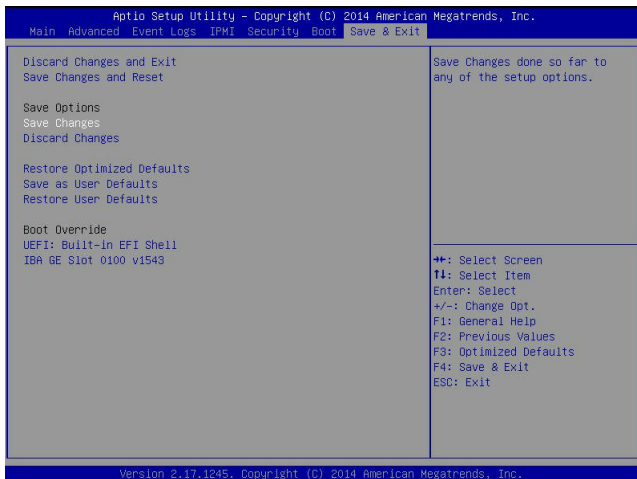 Aptio Setup Utility – Copyright (C) 2014 American Megatrends, Inc.
Main Advanced Event Logs IPMI Security Boot Save & Exit
Discard Changes and Exit
Save Changes and Reset
Save Options
Save Changes
Discard Changes
Restore Optimized Defaults
Save as User Defaults
Restore User Defaults
Boot Override
UEFI: Built-in EFI Shell
IBA GE Slot 0100 v1543
Save Changes done so far to
any of the setup options.
→←: Select Screen
↑↓: Select Item
Enter: Select
+/-: Change Opt.
F1: General Help
F2: Previous Values
F3: Optimized Defaults
F4: Save & Exit
ESC: Exit
Version 2.17.1245. Copyright (C) 2014 American Megatrends, Inc.